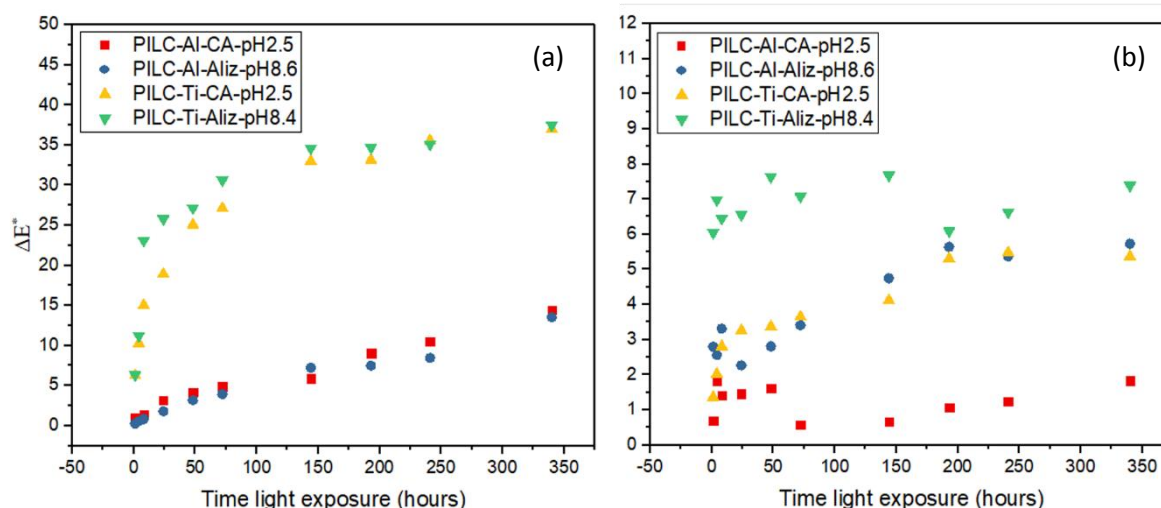 50
45
40
35
30
25
20
15
10
5
0
ΔE*
PILC-Al-CA-pH2.5
PILC-Al-Aliz-pH8.6
PILC-Ti-CA-pH2.5
PILC-Ti-Aliz-pH8.4
(a)
-50 0 50 100 150 200 250 300 350
Time light exposure (hours)
12
11
10
9
8
7
6
5
4
3
2
1
0
PILC-Al-CA-pH2.5
PILC-Al-Aliz-pH8.6
PILC-Ti-CA-pH2.5
PILC-Ti-Aliz-pH8.4
(b)
-50 0 50 100 150 200 250 300 350
Time light exposure (hours)